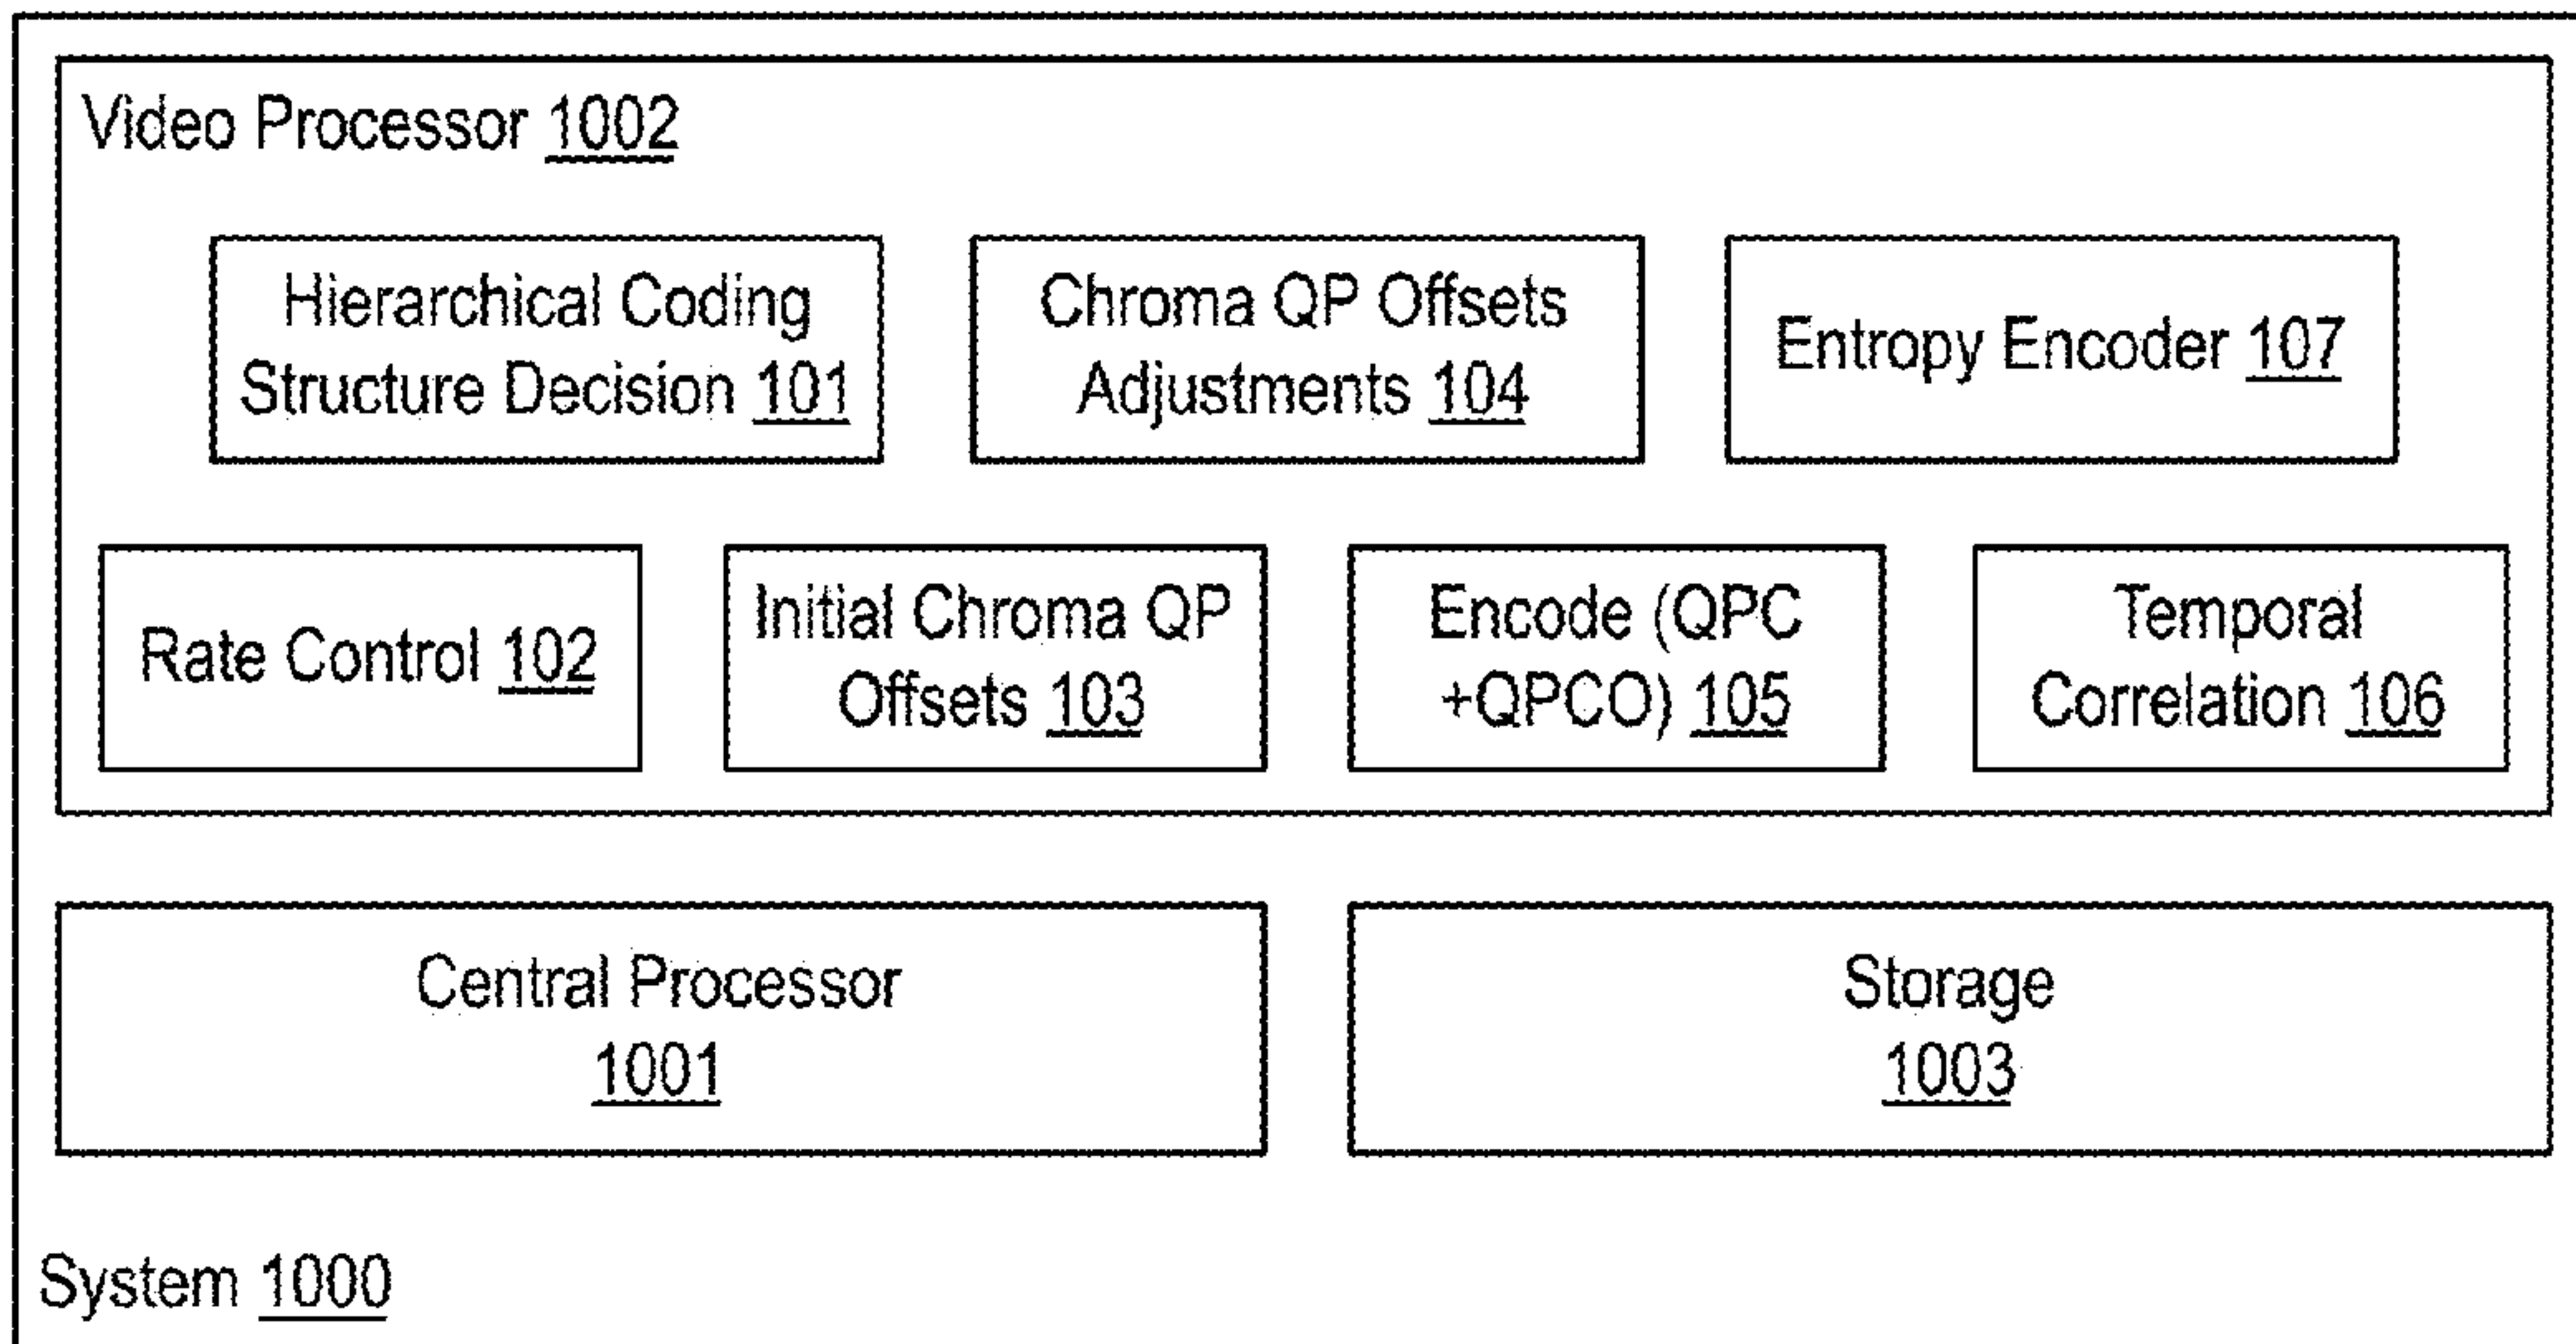 Video Processor 1002
Hierarchical Coding
Structure Decision 101
Chroma QP Offsets
Adjustments 104
Entropy Encoder 107
Rate Control 102
Initial Chroma QP
Offsets 103
Encode (QPC
+QPCO) 105
Temporal
Correlation 106
Central Processor
1001
Storage
1003
System 1000